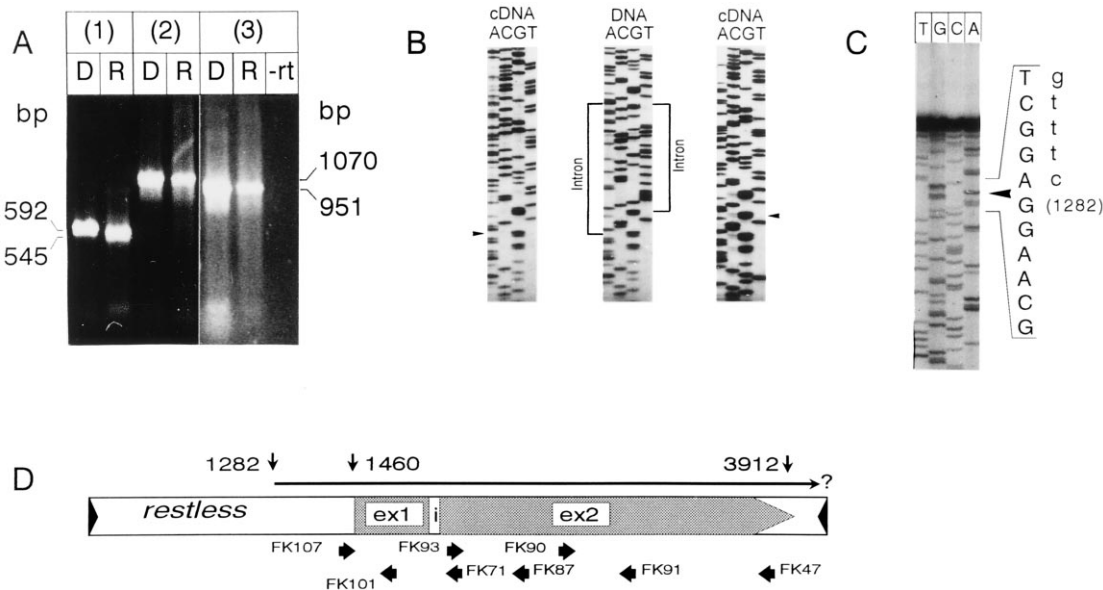 A
(1) (2) (3)
D R D R D R -rt
bp
592
545
bp
1070
951
B
cDNA
ACGT
DNA
ACGT
cDNA
ACGT
Intron
Intron
C
T G C A
T
C
G
G
A
G
G
A
A
C
G
g
t
t
t
c
(1282)
D
1282 1460 3912 ?
restless ex1 i ex2
FK107 FK93 FK90
FK101 FK71 FK87 FK91 FK47